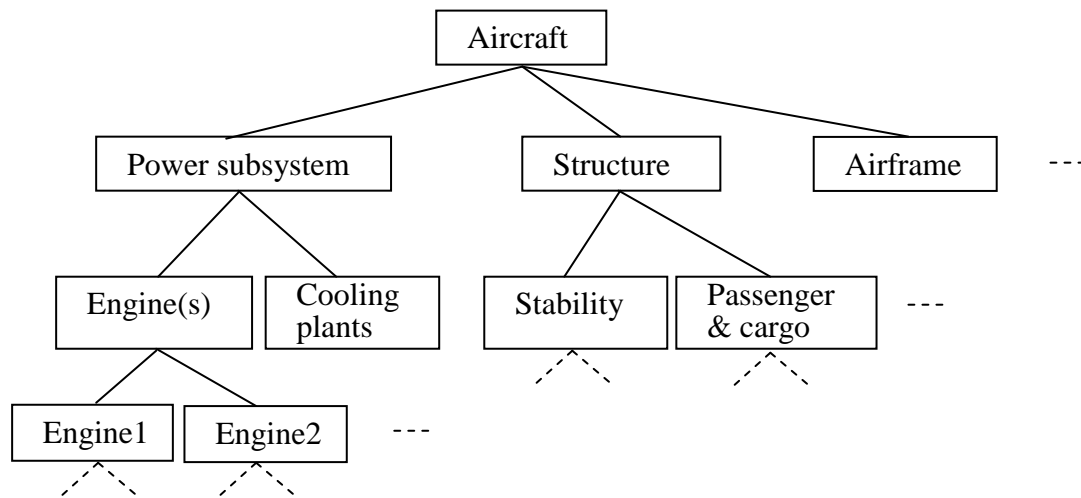 Aircraft
Power subsystem
Structure
Airframe
---
Engine(s)
Cooling
plants
Stability
Passenger
& cargo
---
Engine1
Engine2
---